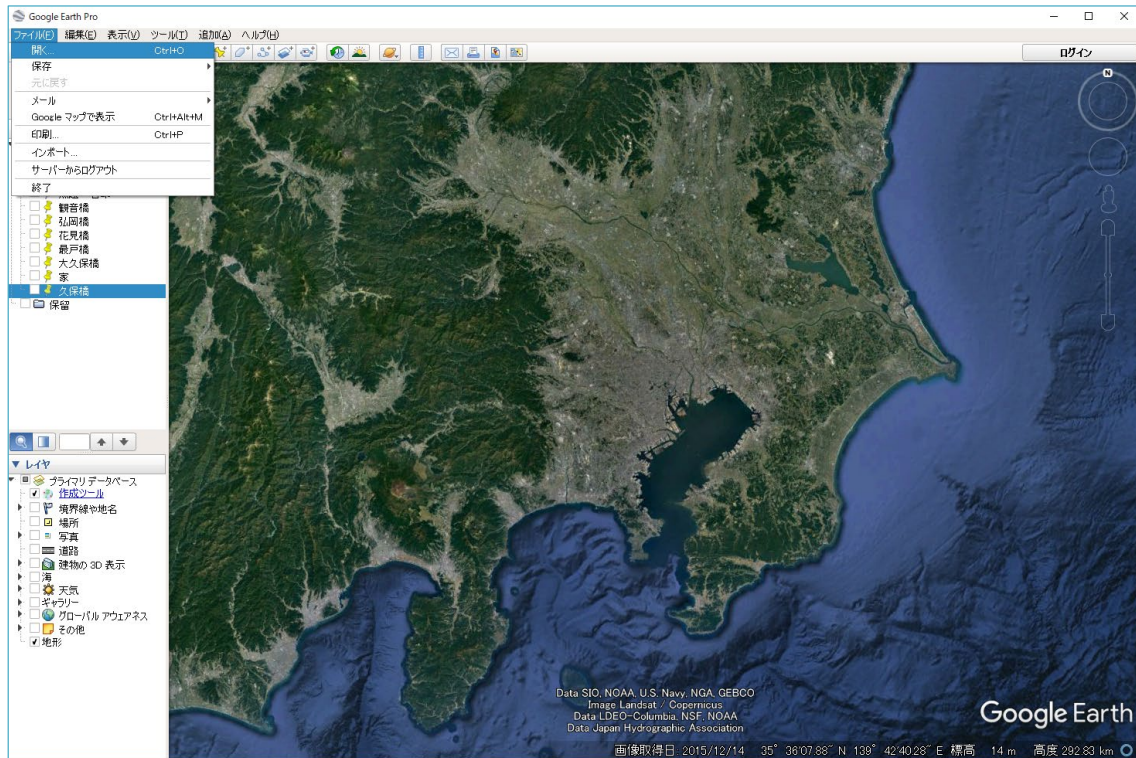 Google Earth Pro
ファイル(F) 編集(E) 表示(V) ツール(T) 追加(A) ヘルプ(H)
開く... Ctrl+O
保存
元に戻す
メール
Google マップで表示 Ctrl+Alt+M
印刷... Ctrl+P
インポート...
サーバーからログアウト
終了
ログイン
観音橋
弘岡橋
花見橋
最戸橋
大久保橋
家
久保橋
保留
レイヤ
プライマリ データベース
作成ツール
境界線や地名
場所
写真
道路
建物の 3D 表示
海
天気
ギャラリー
グローバル アウェアネス
その他
地形
N
Data SIO, NOAA, U.S. Navy, NGA, GEBCO
Image Landsat / Copernicus
Data LDEO-Columbia, NSF, NOAA
Data Japan Hydrographic Association
Google Earth
画像取得日 2015/12/14 35° 36'07.88" N 139° 42'40.28" E 標高 14 m 高度 292.83 km